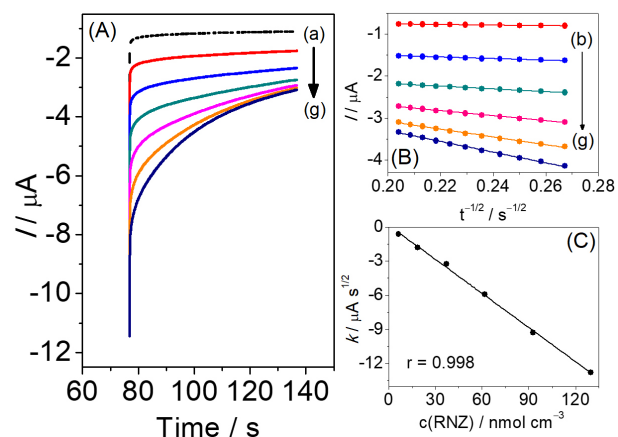 (A)
(a)
(g)
-2
-4
-6
-8
-10
-12
I // μA
60 80 100 120 140
Time / s
-1
-2
-3
-4
I // μA
(b)
(g)
(B)
0.20 0.22 0.24 0.26 0.28
t⁻¹/² / s⁻¹/²
(C)
0
-3
-6
-9
-12
k / μA s¹/²
r = 0.998
0 30 60 90 120
c(RNZ) / nmol cm⁻³